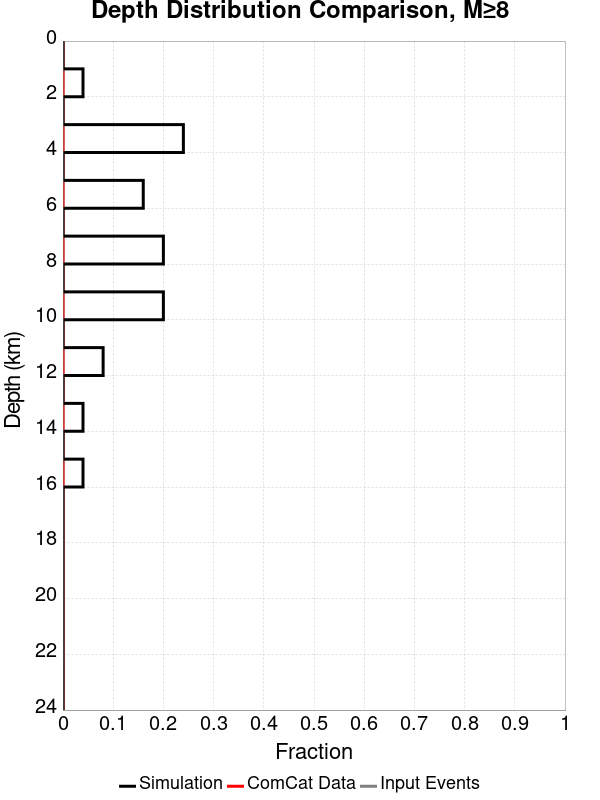 Depth Distribution Comparison, M≥8
0
2
4
6
8
10
12
14
16
18
20
22
24
Depth (km)
0 0.1 0.2 0.3 0.4 0.5 0.6 0.7 0.8 0.9 1
Fraction
Simulation ComCat Data Input Events